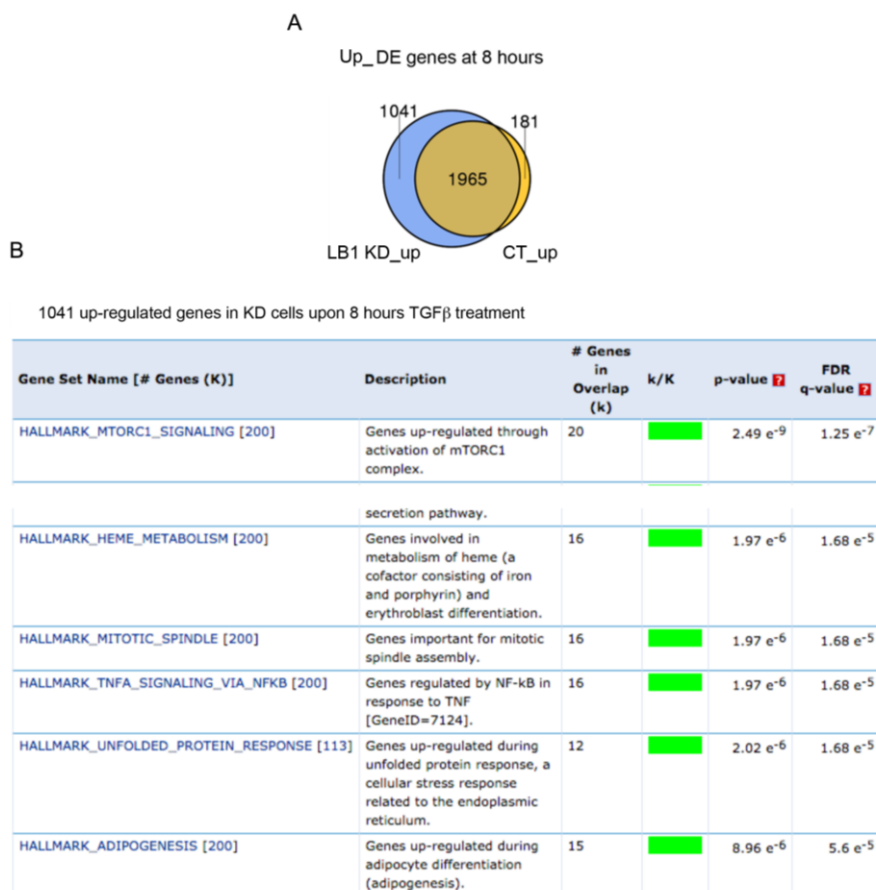 A
Up_DE genes at 8 hours
1041
181
1965
LB1 KD_up
CT_up
B
1041 up-regulated genes in KD cells upon 8 hours TGFβ treatment
Gene Set Name [# Genes (K)]
Description
# Genes
in
Overlap
(k)
k/K
p-value ?
FDR
q-value ?
HALLMARK_MTORC1_SIGNALING [200]
Genes up-regulated through
activation of mTORC1
complex.
20
2.49 e-9
1.25 e-7
secretion pathway.
HALLMARK_HEME_METABOLISM [200]
Genes involved in
metabolism of heme (a
cofactor consisting of iron
and porphyrin) and
erythroblast differentiation.
16
1.97 e-6
1.68 e-5
HALLMARK_MITOTIC_SPINDLE [200]
Genes important for mitotic
spindle assembly.
16
1.97 e-6
1.68 e-5
HALLMARK_TNFA_SIGNALING_VIA_NFKB [200]
Genes regulated by NF-kB in
response to TNF
[GeneID=7124].
16
1.97 e-6
1.68 e-5
HALLMARK_UNFOLDED_PROTEIN_RESPONSE [113]
Genes up-regulated during
unfolded protein response, a
cellular stress response
related to the endoplasmic
reticulum.
12
2.02 e-6
1.68 e-5
HALLMARK_ADIPOGENESIS [200]
Genes up-regulated during
adipocyte differentiation
(adipogenesis).
15
8.96 e-6
5.6 e-5